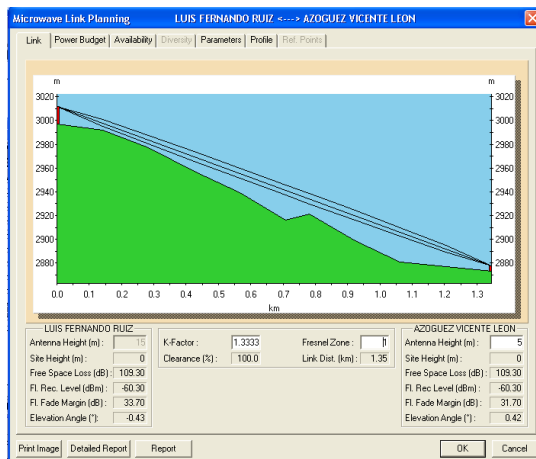 Microwave Link Planning LUIS FERNANDO RUIZ <---> AZOGUEZ VICENTE LEON
Link Power Budget Availability Diversity Parameters Profile Ref. Points
m m
3020 3020
3000 3000
2980 2980
2960 2960
2940 2940
2920 2920
2900 2900
2880 2880
0.0 0.1 0.2 0.3 0.4 0.5 0.6 0.7 0.8 0.9 1.0 1.1 1.2 1.3
km
LUIS FERNANDO RUIZ
Antenna Height (m) : 15
Site Height (m) : 0
Free Space Loss (dB) : 109.30
Fl. Rec. Level (dBm) : -60.30
Fl. Fade Margin (dB) : 33.70
Elevation Angle (°): -0.43
K-Factor : 1.3333 Fresnel Zone : 1
Clearance (%) : 100.0 Link Dist. (km) : 1.35
AZOGUEZ VICENTE LEON
Antenna Height (m) : 5
Site Height (m) : 0
Free Space Loss (dB) : 109.30
Fl. Rec. Level (dBm) : -60.30
Fl. Fade Margin (dB) : 31.70
Elevation Angle (°) : 0.42
Print Image Detailed Report Report OK Cancel